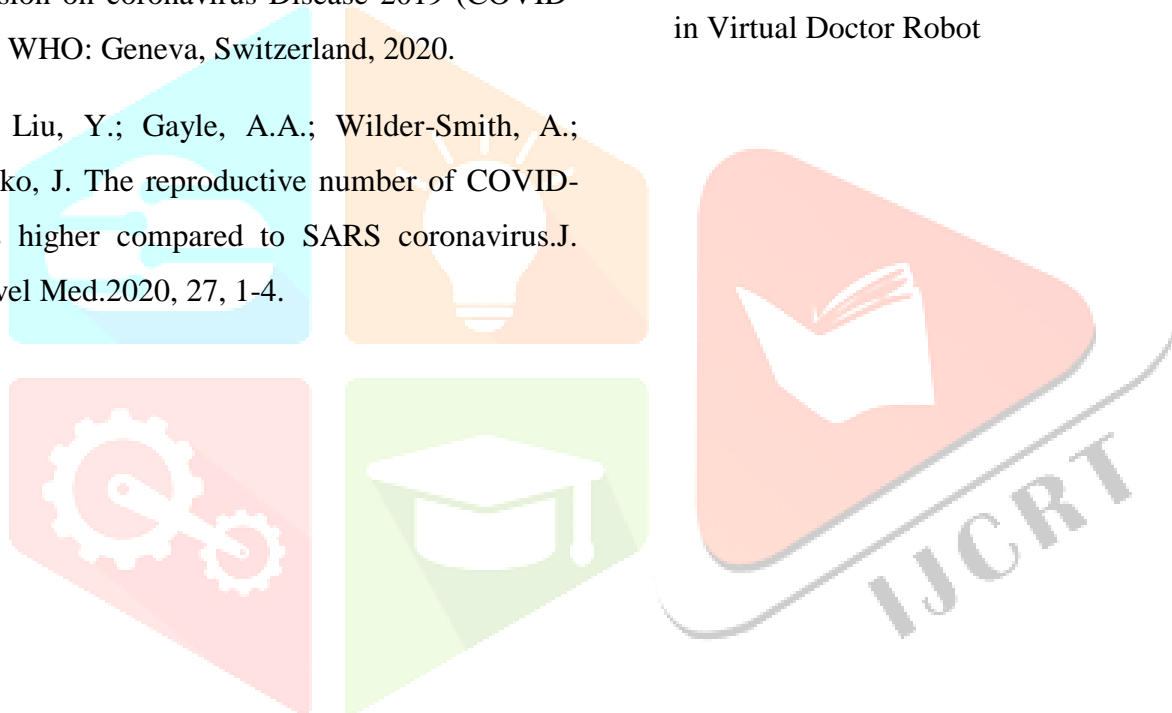 sion on coronavirus Disease 2019 (COVID-
WHO: Geneva, Switzerland, 2020.
Liu, Y.; Gayle, A.A.; Wilder-Smith, A.;
ko, J. The reproductive number of COVID-
higher compared to SARS coronavirus.J.
vel Med.2020, 27, 1-4.
in Virtual Doctor Robot
IJCRT